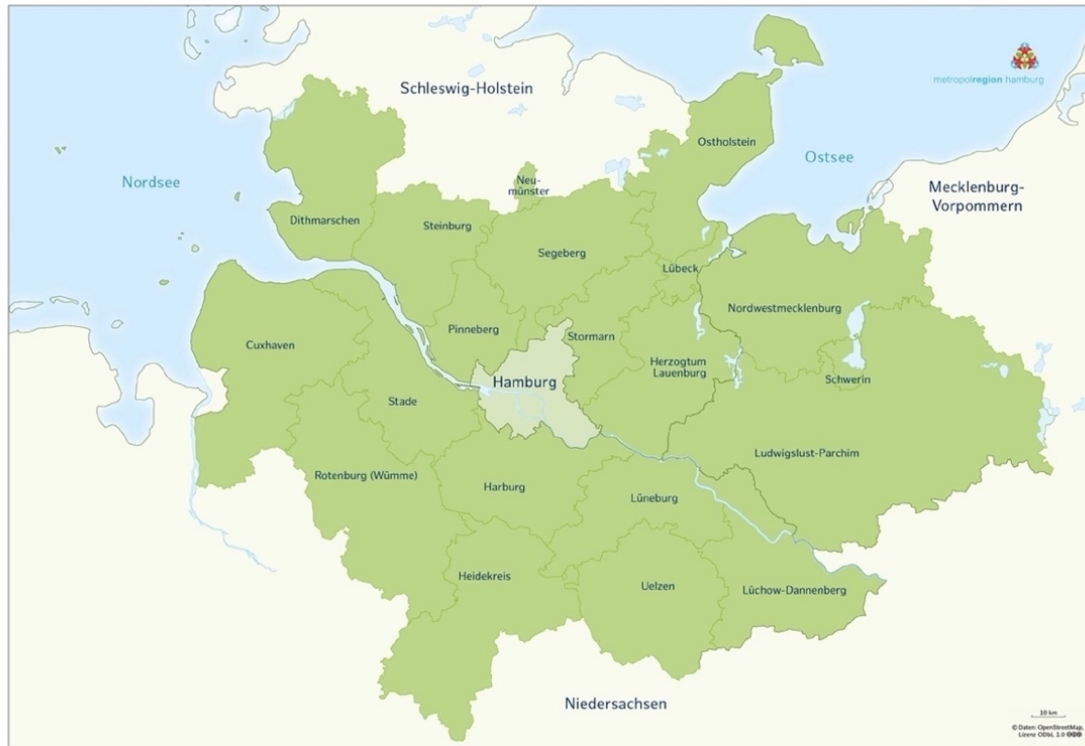 Schleswig-Holstein
metropolregion hamburg
Ostholstein
Ostsee
Nordsee
Neu-
münster
Mecklenburg-
Vorpommern
Dithmarschen
Steinburg
Segeberg
Lübeck
Nordwestmecklenburg
Pinneberg
Stormarn
Cuxhaven
Herzogtum
Lauenburg
Schwerin
Hamburg
Stade
Ludwigslust-Parchim
Rotenburg (Wümme)
Harburg
Lüneburg
Heidekreis
Uelzen
Lüchow-Dannenberg
Niedersachsen
10 km
© Daten: OpenStreetMap,
Lizenz ODbL 1.0